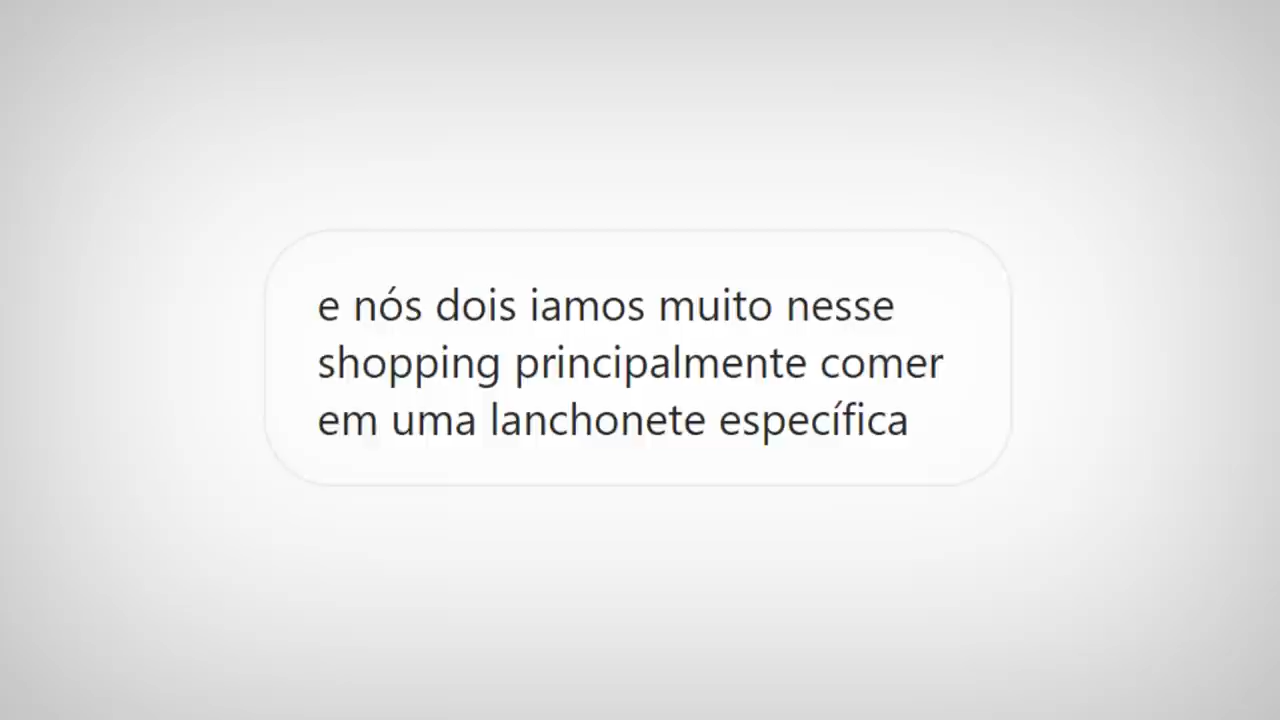 e nós dois iamos muito nesse
shopping principalmente comer
em uma lanchonete específica